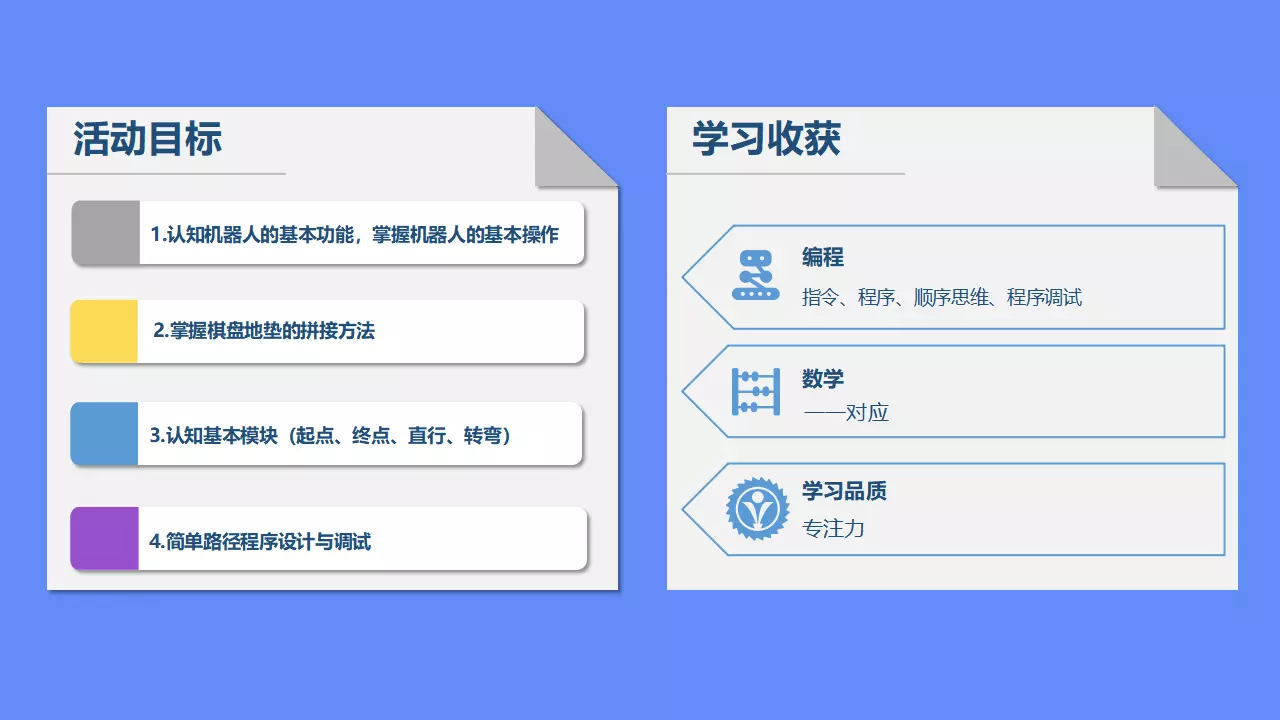 活动目标
1.认知机器人的基本功能，掌握机器人的基本操作
2.掌握棋盘地垫的拼接方法
3.认知基本模块（起点、终点、直行、转弯）
4.简单路径程序设计与调试
学习收获
编程
指令、程序、顺序思维、程序调试
数学
一一对应
学习品质
专注力